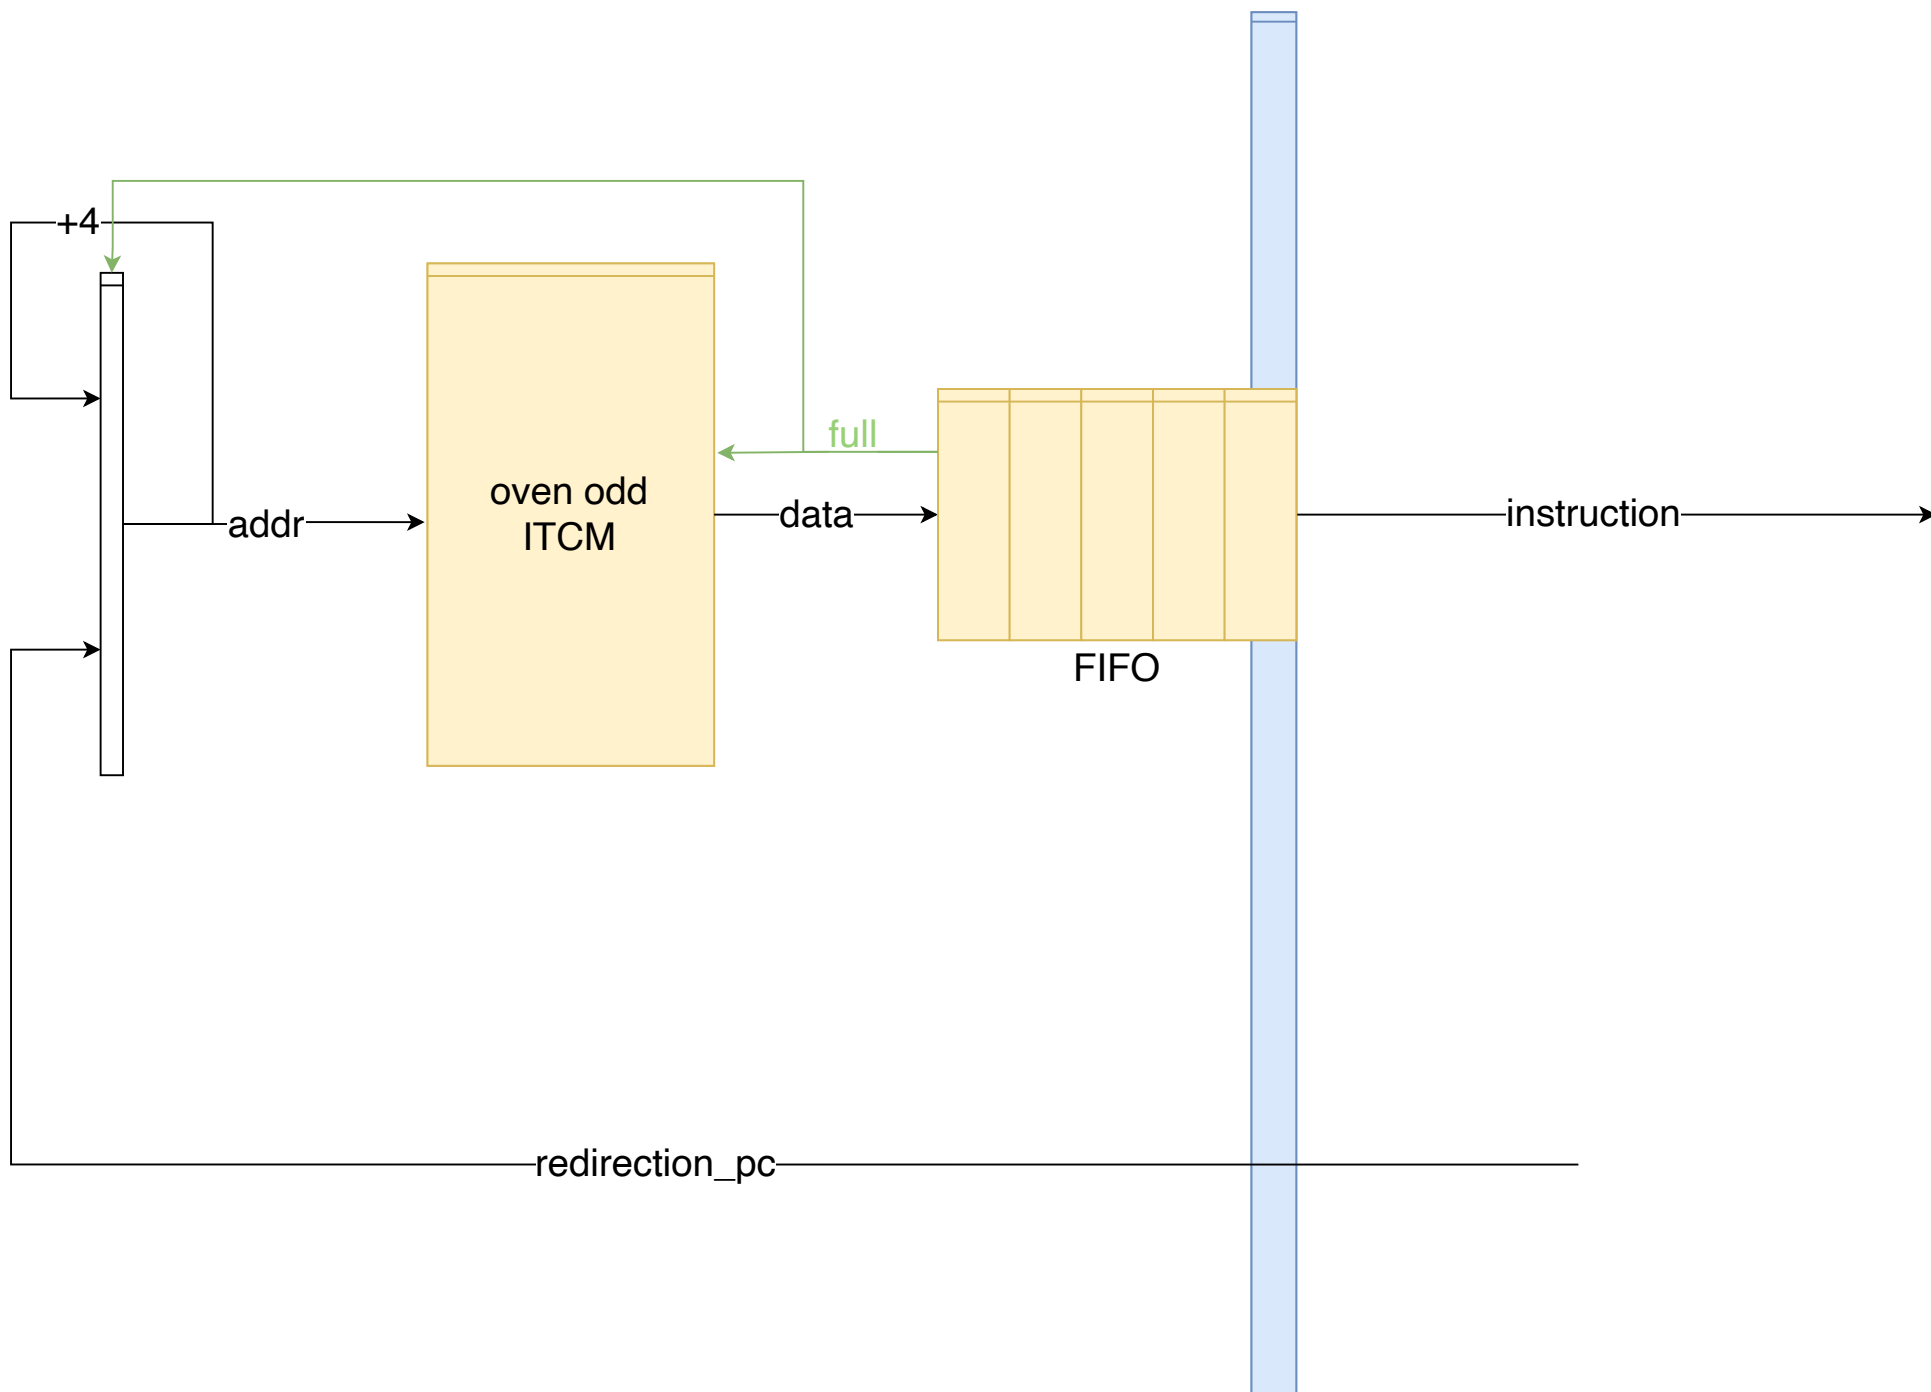 +4
full
oven odd
ITCM
addr
data
instruction
FIFO
redirection_pc